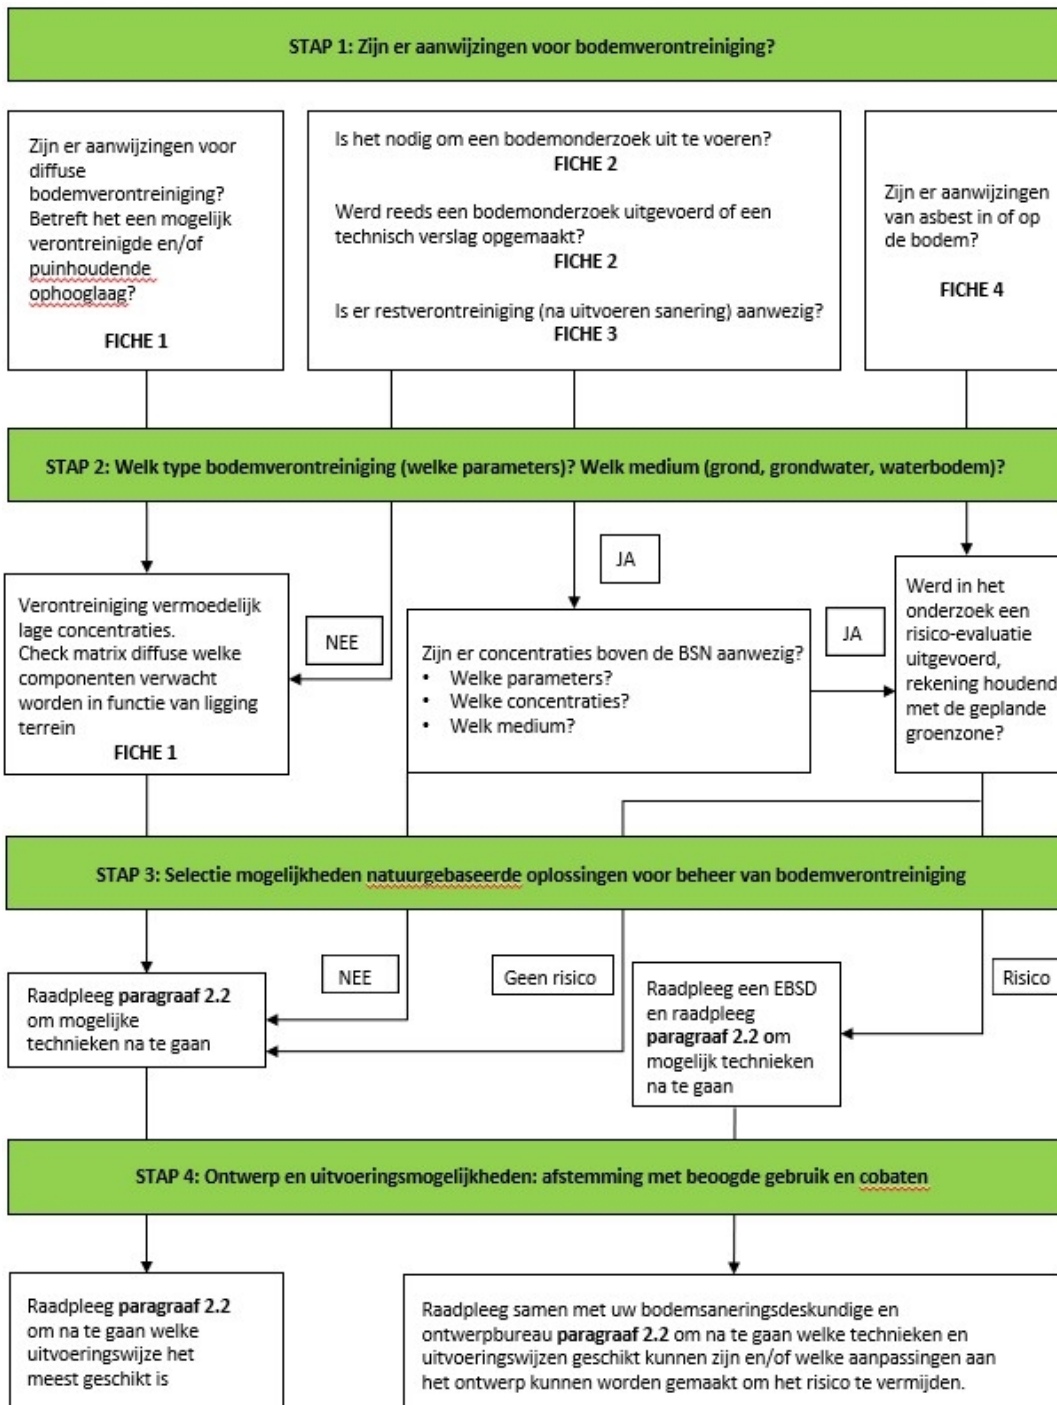 STAP 1: Zijn er aanwijzingen voor bodemverontreiniging?
Zijn er aanwijzingen voor
diffuse
bodemverontreiniging?
Betreft het een mogelijk
verontreinigde en/of
puinhoudende
ophooglaag?
FICHE 1
Is het nodig om een bodemonderzoek uit te voeren?
FICHE 2
Werd reeds een bodemonderzoek uitgevoerd of een
technisch verslag opgemaakt?
FICHE 2
Is er restverontreiniging (na uitvoeren sanering) aanwezig?
FICHE 3
Zijn er aanwijzingen
van asbest in of op
de bodem?
FICHE 4
STAP 2: Welk type bodemverontreiniging (welke parameters)? Welk medium (grond, grondwater, waterbodem)?
Verontreiniging vermoedelijk
lage concentraties.
Check matrix diffuse welke
componenten verwacht
worden in functie van ligging
terrein
FICHE 1
NEE
JA
Zijn er concentraties boven de BSN aanwezig?
• Welke parameters?
• Welke concentraties?
• Welk medium?
JA
Werd in het
onderzoek een
risico-evaluatie
uitgevoerd,
rekening houdend
met de geplande
groenzone?
STAP 3: Selectie mogelijkheden natuurgebaseerde oplossingen voor beheer van bodemverontreiniging
Raadpleeg paragraaf 2.2
om mogelijke
technieken na te gaan
NEE
Geen risico
Raadpleeg een EBSD
en raadpleeg
paragraaf 2.2 om
mogelijk technieken
na te gaan
Risico
STAP 4: Ontwerp en uitvoeringsmogelijkheden: afstemming met beoogde gebruik en cobaten
Raadpleeg paragraaf 2.2
om na te gaan welke
uitvoeringswijze het
meest geschikt is
Raadpleeg samen met uw bodemsaneringsdeskundige en
ontwerpbureau paragraaf 2.2 om na te gaan welke technieken en
uitvoeringswijzen geschikt kunnen zijn en/of welke aanpassingen aan
het ontwerp kunnen worden gemaakt om het risico te vermijden.